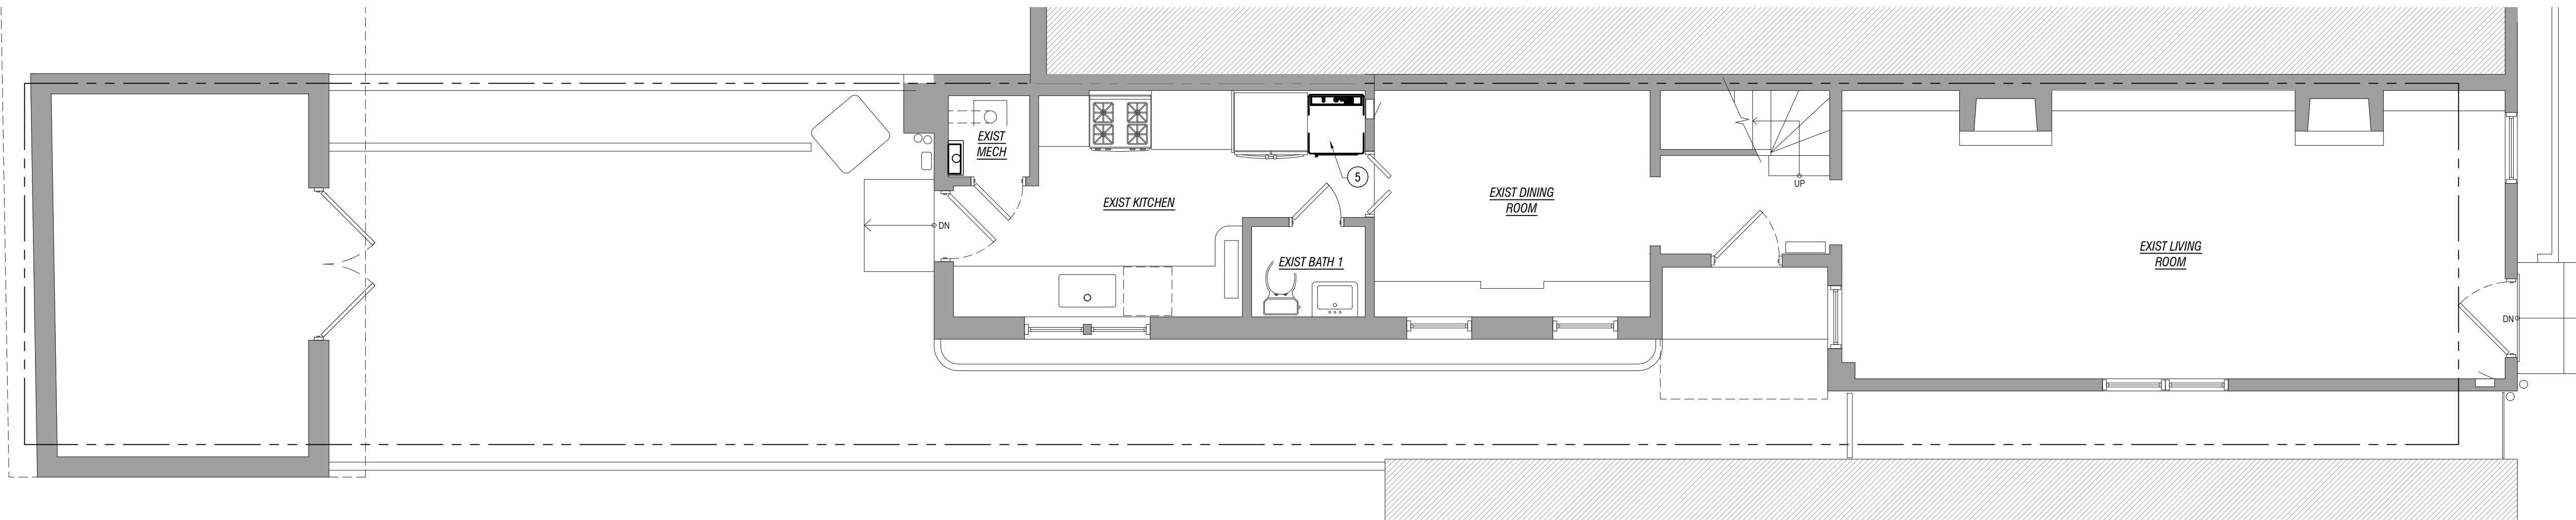 EXIST
MECH
5
EXIST KITCHEN
DN
EXIST BATH 1
EXIST DINING
ROOM
UP
EXIST LIVING
ROOM
DN